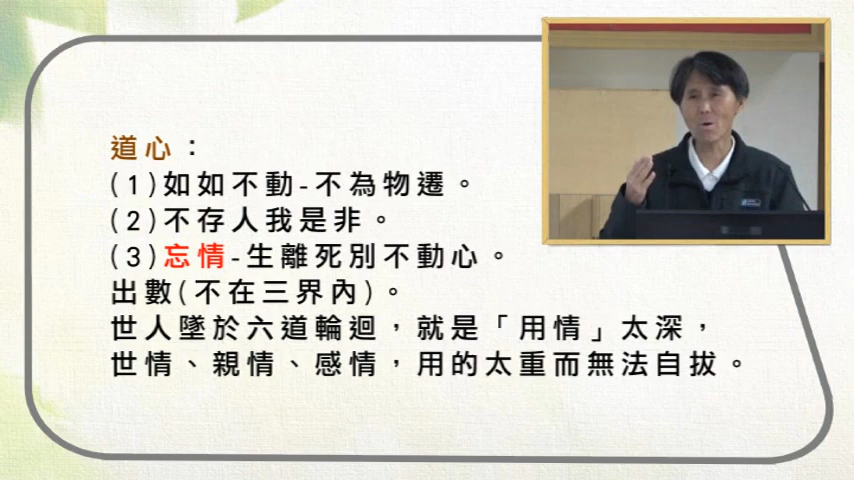 道心：
(1)如如不動-不為物遷。
(2)不存人我是非。
(3)忘情-生離死別不動心。
出數(不在三界內)。
世人墜於六道輪迴，就是「用情」太深，
世情、親情、感情，用的太重而無法自拔。